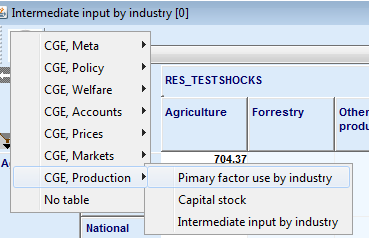 Intermediate input by industry [0]
CGE, Meta
CGE, Policy
CGE, Welfare
CGE, Accounts
CGE, Prices
CGE, Markets
CGE, Production
No table
RES_TESTSHOCKS
Agriculture
Forrestry
Other
produ
704.37
Pimary factor use by industry
Capital stock
Intermediate input by industry
National